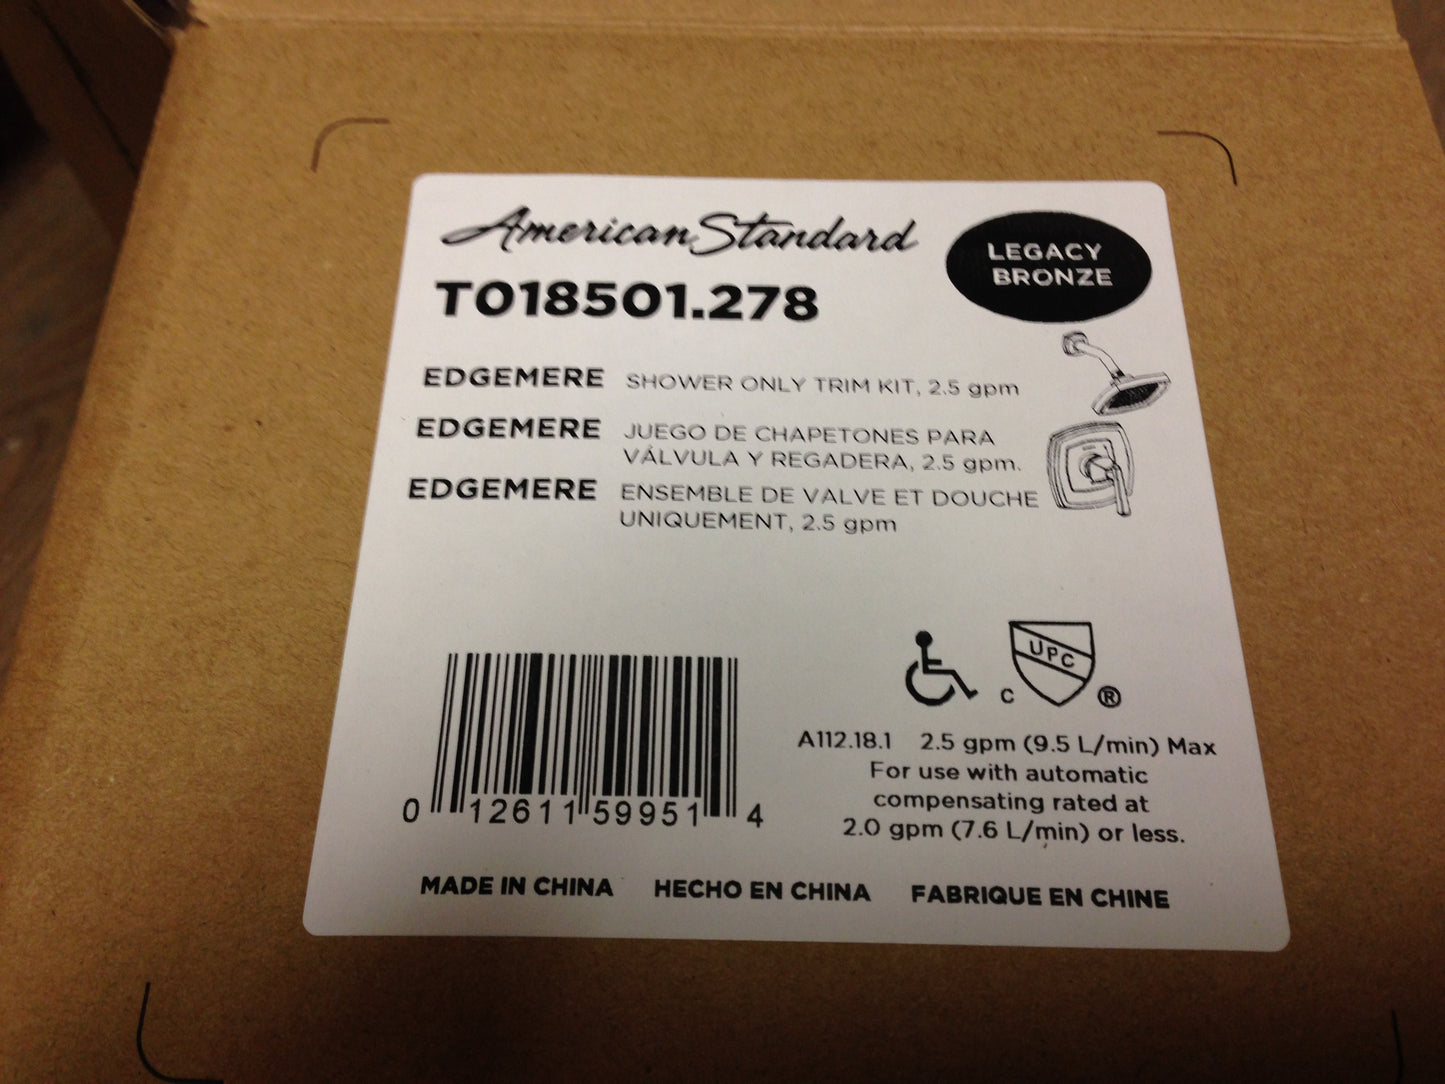 American Standard
LEGACY
BRONZE
T018501.278
EDGEMERE SHOWER ONLY TRIM KIT, 2.5 gpm
EDGEMERE JUEGO DE CHAPETONES PARA
VÁLVULA Y REGADERA, 2.5 gpm.
EDGEMERE ENSEMBLE DE VALVE ET DOUCHE
UNIQUEMENT, 2.5 gpm
UPC
C ®
A112.18.1 2.5 gpm (9.5 L/min) Max
For use with automatic
compensating rated at
2.0 gpm (7.6 L/min) or less.
0 12611 59951 4
MADE IN CHINA HECHO EN CHINA FABRIQUE EN CHINE